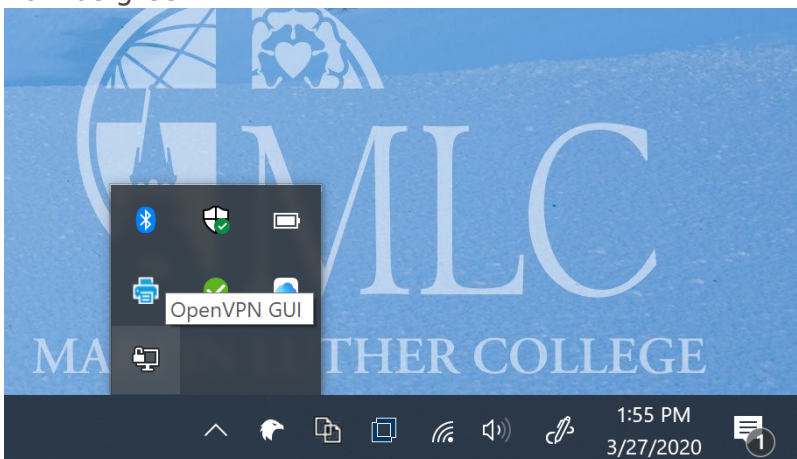 MLC
OpenVPN GUI
MA THER COLLEGE
1:55 PM
3/27/2020
1